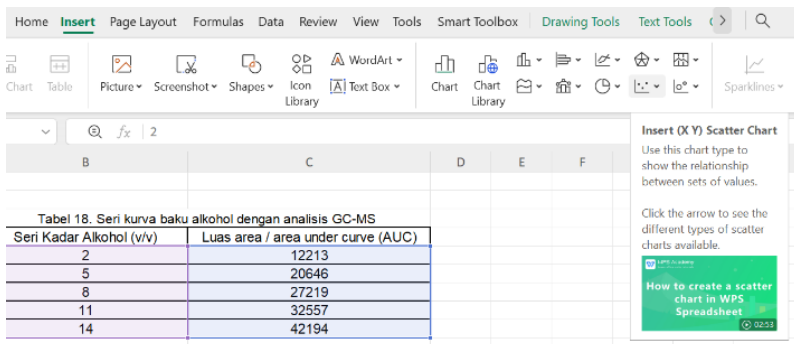 Home Insert Page Layout Formulas Data Review View Tools Smart Toolbox Drawing Tools Text Tools
Chart Table Picture Screenshot Shapes Icon Library WordArt Text Box Chart Chart Library Sparklines
fx 2
B C D E F
Insert (X Y) Scatter Chart
Use this chart type to
show the relationship
between sets of values.
Click the arrow to see the
different types of scatter
charts available.
WPS Academy
How to create a scatter
chart in WPS
Spreadsheet
02:53
Tabel 18. Seri kurva baku alkohol dengan analisis GC-MS
Seri Kadar Alkohol (v/v) Luas area / area under curve (AUC)
2 12213
5 20646
8 27219
11 32557
14 42194